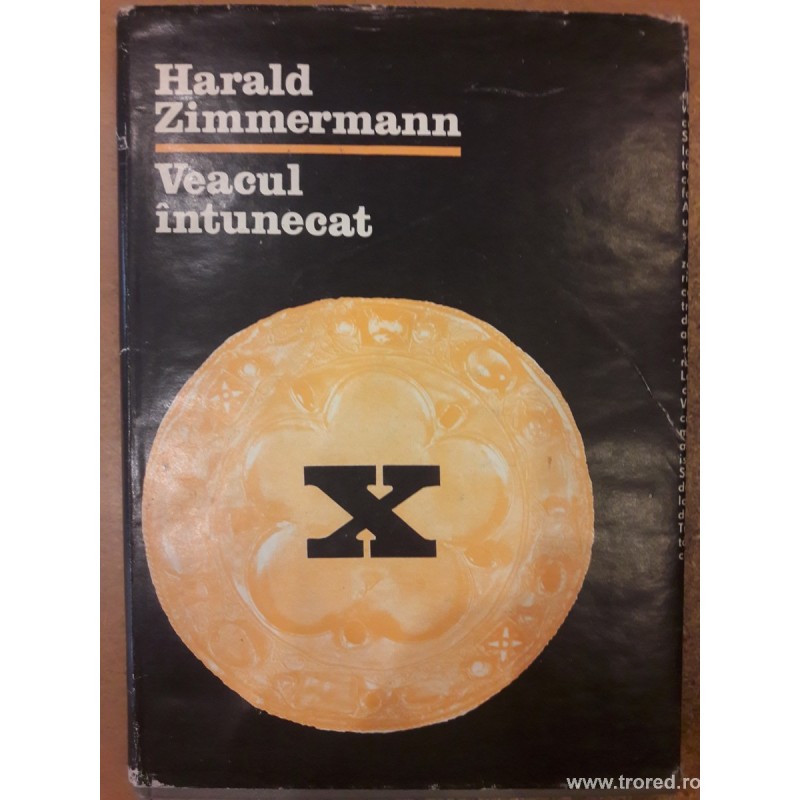 Harald
Zimmermann
Veacul
întunecat
X
www.trored.ro